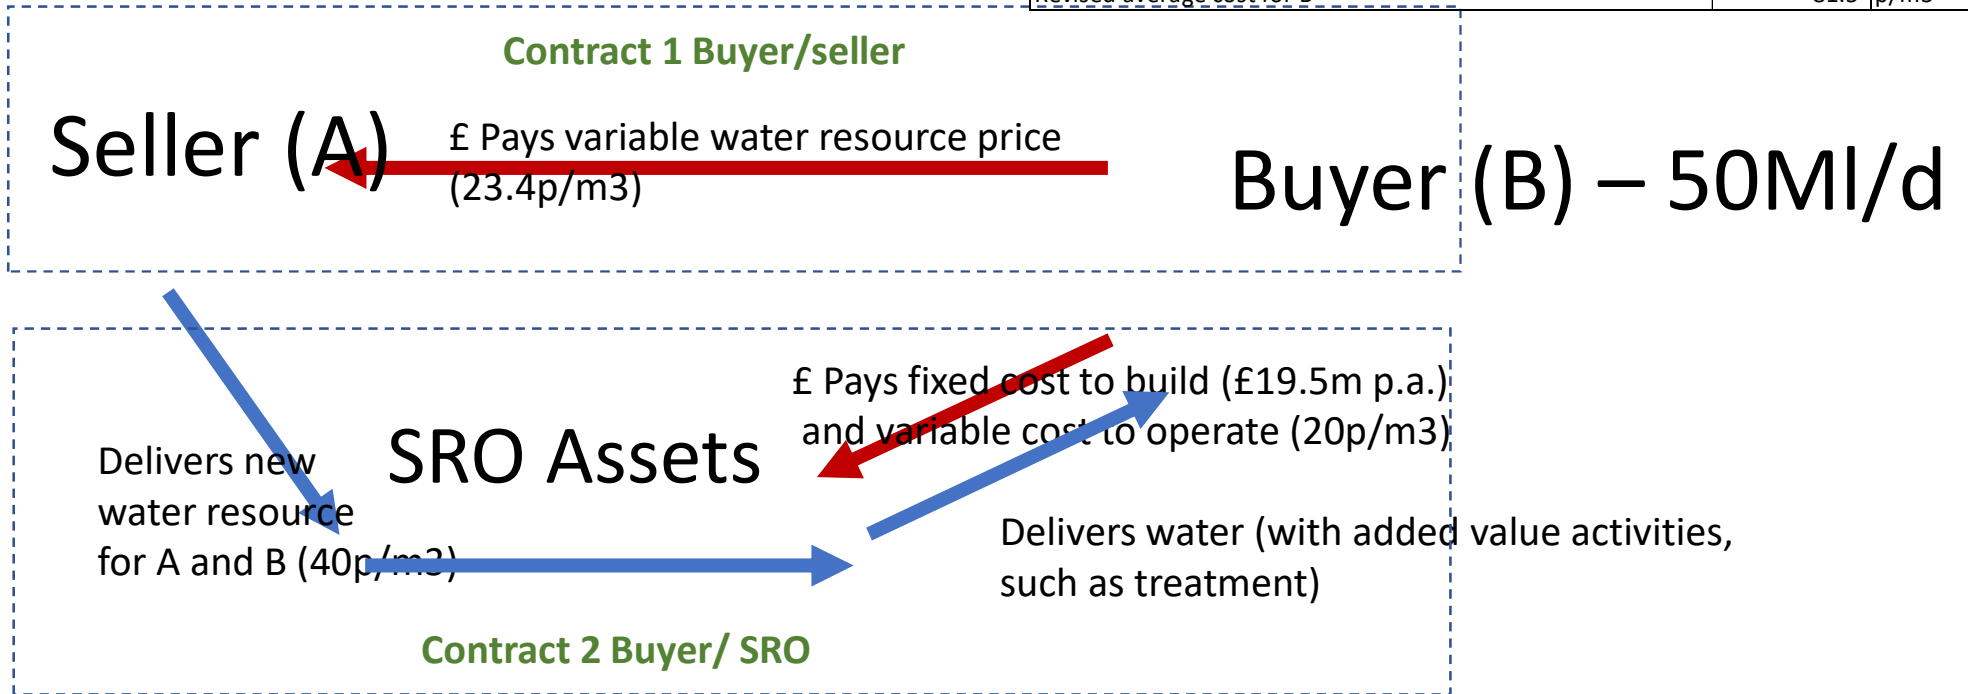 p/m3
Contract 1 Buyer/seller
Seller (A)
£ Pays variable water resource price
(23.4p/m3)
Buyer (B) – 50Ml/d
£ Pays fixed cost to build (£19.5m p.a.)
and variable cost to operate (20p/m3)
SRO Assets
Delivers new
water resource
for A and B (40p/m3)
Delivers water (with added value activities,
such as treatment)
Contract 2 Buyer/ SRO